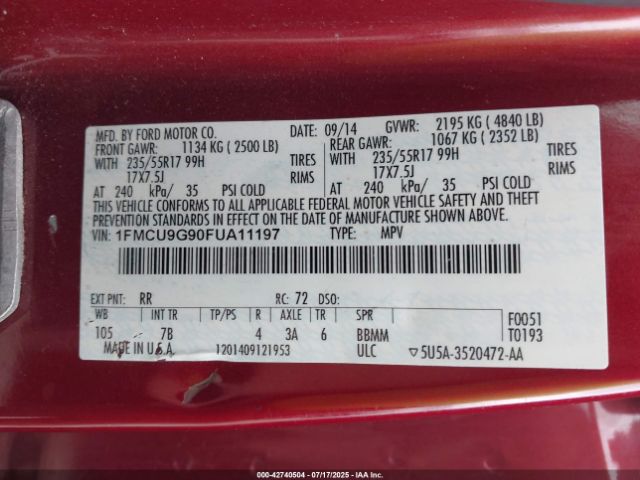 MFD. BY FORD MOTOR CO. DATE: 09/14 GVWR: 2195 KG ( 4840 LB)
FRONT GAWR: 1134 KG ( 2500 LB) REAR GAWR: 1067 KG ( 2352 LB)
WITH 235/55R17 99H TIRES WITH 235/55R17 99H TIRES
17X7.5J RIMS 17X7.5J RIMS
AT 240 kPa/ 35 PSI COLD AT 240 kPa/ 35 PSI COLD
THIS VEHICLE CONFORMS TO ALL APPLICABLE FEDERAL MOTOR VEHICLE SAFETY AND THEFT
PREVENTION STANDARDS IN EFFECT ON THE DATE OF MANUFACTURE SHOWN ABOVE.
VIN: 1FMCU9G90FUA11197 TYPE: MPV
EXT PNT: RR RC: 72 DSO:
WB INT TR TP/PS R AXLE TR SPR F0051
105 7B 4 3A 6 BBMM T0193
MADE IN U.S.A. 1201409121953 ULC 5U5A-3520472-AA
000-42740504 | 07/17/2025 | IAA Inc.